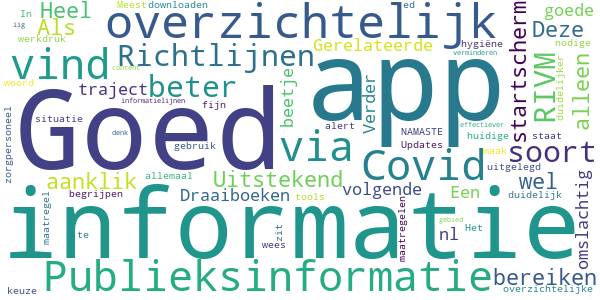 In Meest downloaden ed
Heel overzichtelijk goede
iig Als Deze
werkdruk Richtlijnen Gerelateerde hygiëne nodige
vind app verminderen
woord content traject beter beetje Verder startscherm RIVM duidelijker alleen
Goed informatielijnen fijn effectiever
zorgpersoneel situatie alert NAMASTE huidige staat
denk gebruik via Updates soort
maatregel aanklik allemaal Uitstekend Covid maak uitgelegd
begrijpen Draaiboeken tools volgende Een wel duidelijk
informatie
te wees zit maatregelen nl gebied Het omslachtig
Publieksinformatie bereiken
keuze overzichtelijke